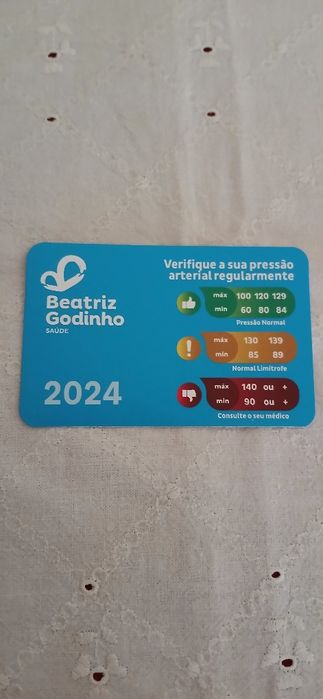 Verifique a sua pressão
arterial regularmente
Beatriz
Godinho
SAÚDE
máx 100 120 129
min 60 80 84
Pressão Normal
! máx 130 139
min 85 89
Normal Limítrofe
máx 140 ou +
min 90 ou +
Consulte o seu médico
2024